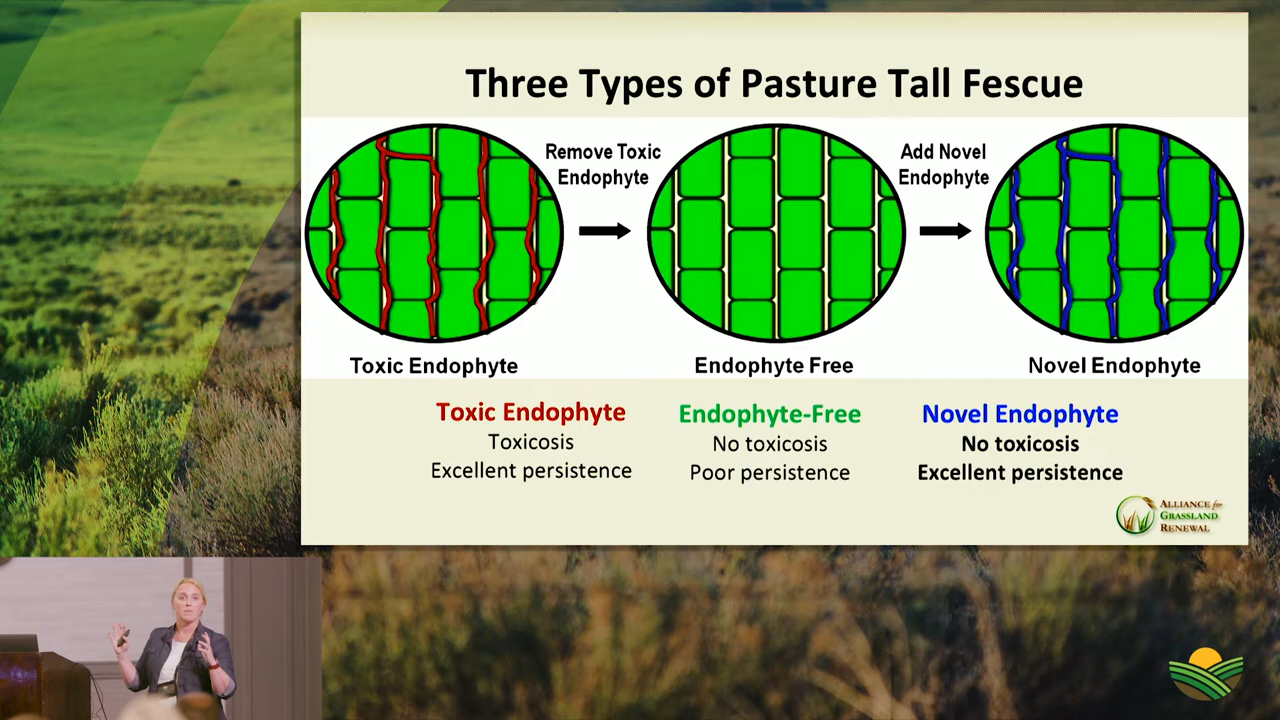 Three Types of Pasture Tall Fescue
Remove Toxic
Endophyte
Add Novel
Endophyte
Toxic Endophyte
Endophyte Free
Novel Endophyte
Toxic Endophyte
Toxicosis
Excellent persistence
Endophyte-Free
No toxicosis
Poor persistence
Novel Endophyte
No toxicosis
Excellent persistence
ALLIANCE for
GRASSLAND
RENEWAL